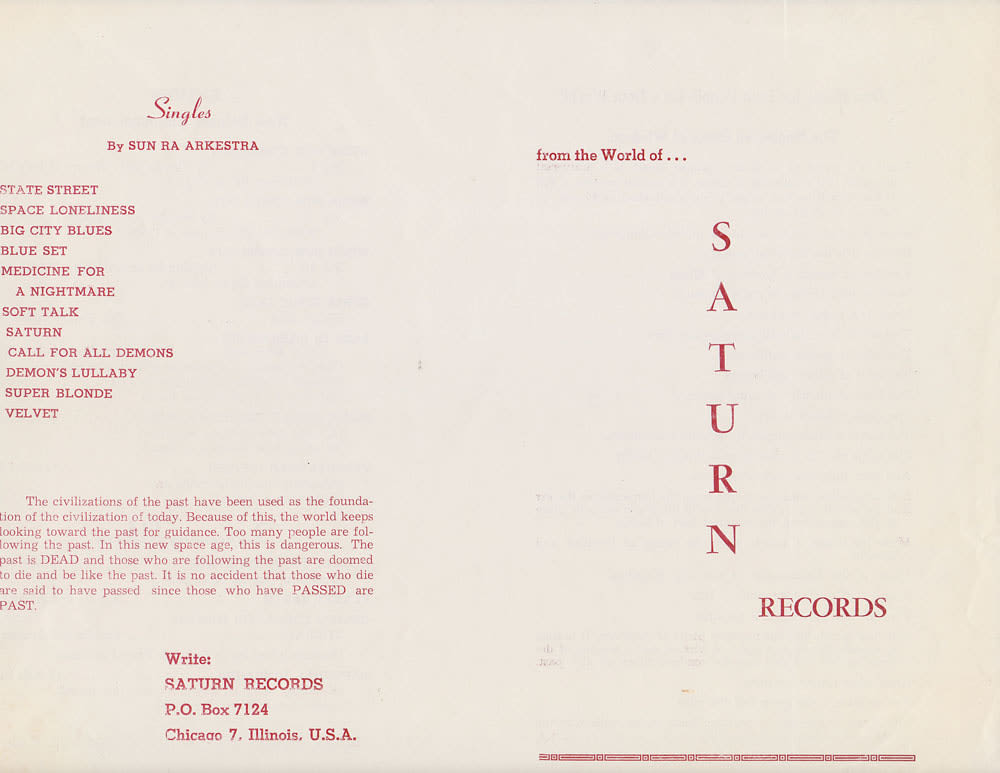 Singles
By SUN RA ARKESTRA
STATE STREET
SPACE LONELINESS
BIG CITY BLUES
BLUE SET
MEDICINE FOR
A NIGHTMARE
SOFT TALK
SATURN
CALL FOR ALL DEMONS
DEMON'S LULLABY
SUPER BLONDE
VELVET
The civilizations of the past have been used as the founda-
tion of the civilization of today. Because of this, the world keeps
looking toward the past for guidance. Too many people are fol-
lowing the past. In this new space age, this is dangerous. The
past is DEAD and those who are following the past are doomed
to die and be like the past. It is no accident that those who die
are said to have passed since those who have PASSED are
PAST.
Write:
SATURN RECORDS
P.O. Box 7124
Chicago 7, Illinois, U.S.A.
from the World of . . .
S
A
T
U
R
N
RECORDS